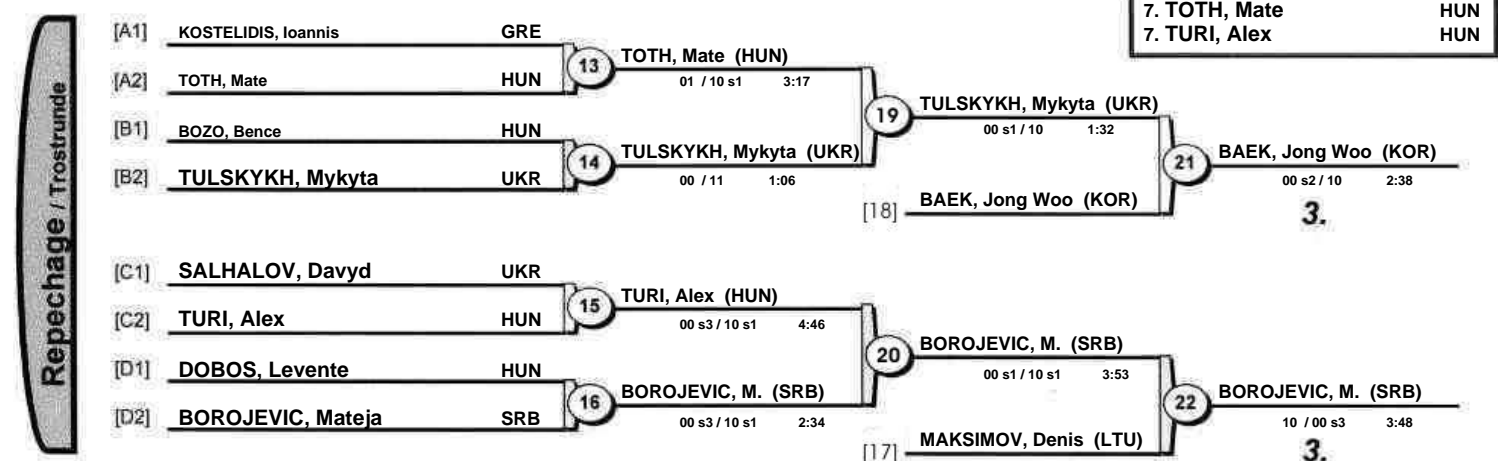 7. TOTH, Mate HUN
7. TURI, Alex HUN
Repechage / Trostrunde
[A1] KOSTELIDIS, Ioannis GRE
13
TOTH, Mate (HUN)
[A2] TOTH, Mate HUN
01 / 10 s1 3:17
19
TULSKYKH, Mykyta (UKR)
[B1] BOZO, Bence HUN
00 s1 / 10 1:32
14
TULSKYKH, Mykyta (UKR)
21
BAEK, Jong Woo (KOR)
[B2] TULSKYKH, Mykyta UKR
00 / 11 1:06
00 s2 / 10 2:38
[18] BAEK, Jong Woo (KOR)
3.
[C1] SALHALOV, Davyd UKR
15
TURI, Alex (HUN)
[C2] TURI, Alex HUN
00 s3 / 10 s1 4:46
20
BOROJEVIC, M. (SRB)
[D1] DOBOS, Levente HUN
00 s1 / 10 s1 3:53
16
BOROJEVIC, M. (SRB)
22
BOROJEVIC, M. (SRB)
[D2] BOROJEVIC, Mateja SRB
00 s3 / 10 s1 2:34
10 / 00 s3 3:48
[17] MAKSIMOV, Denis (LTU)
3.